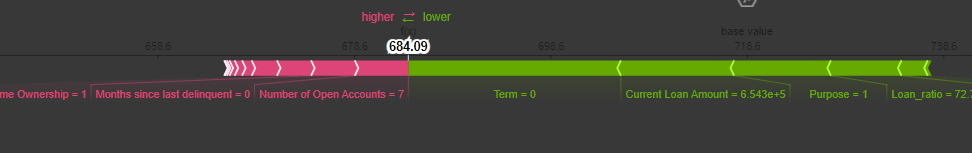 higher ⇄ lower
f(x) base value
658.6 678.6 684.09 698.6 718.6 738.6
me Ownership = 1 Months since last delinquent = 0 Number of Open Accounts = 7 Term = 0 Current Loan Amount = 6.543e+5 Purpose = 1 Loan_ratio = 72.